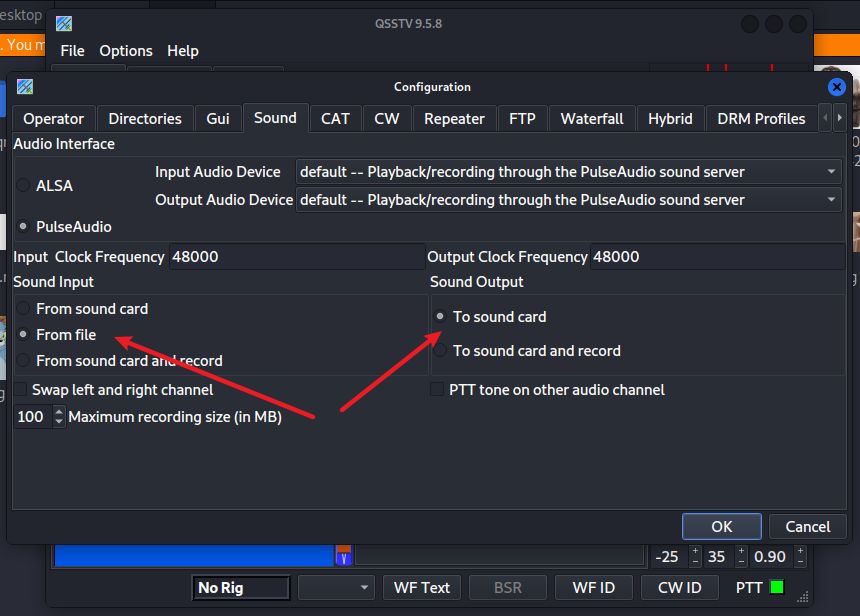 esktop
QSSTV 9.5.8
. You m
File Options Help
Configuration
Operator Directories Gui Sound CAT CW Repeater FTP Waterfall Hybrid DRM Profiles
Audio Interface
ALSA
Input Audio Device default -- Playback/recording through the PulseAudio sound server
Output Audio Device default -- Playback/recording through the PulseAudio sound server
PulseAudio
Input Clock Frequency 48000 Output Clock Frequency 48000
Sound Input Sound Output
From sound card
To sound card
From file
To sound card and record
From sound card and record
Swap left and right channel PTT tone on other audio channel
100 Maximum recording size (in MB)
OK Cancel
V -25 35 0.90
No Rig WF Text BSR WF ID CW ID PTT